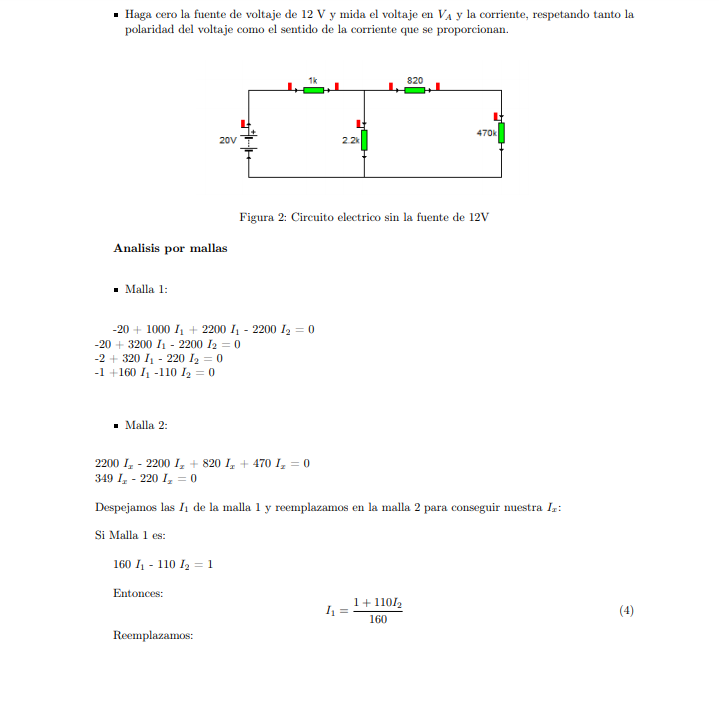 ▪ Haga cero la fuente de voltaje de 12 V y mida el voltaje en V_A y la corriente, respetando tanto la
polaridad del voltaje como el sentido de la corriente que se proporcionan.
1k
820
20V
+
2.2k
470k
Figura 2: Circuito electrico sin la fuente de 12V
Analisis por mallas
▪ Malla 1:
-20 + 1000 I_1 + 2200 I_1 - 2200 I_2 = 0
-20 + 3200 I_1 - 2200 I_2 = 0
-2 + 320 I_1 - 220 I_2 = 0
-1 +160 I_1 -110 I_2 = 0
▪ Malla 2:
2200 I_x - 2200 I_x + 820 I_x + 470 I_x = 0
349 I_x - 220 I_x = 0
Despejamos las I_1 de la malla 1 y reemplazamos en la malla 2 para conseguir nuestra I_x:
Si Malla 1 es:
160 I_1 - 110 I_2 = 1
Entonces:
I_1 = (1 + 110I_2)/160 (4)
Reemplazamos: